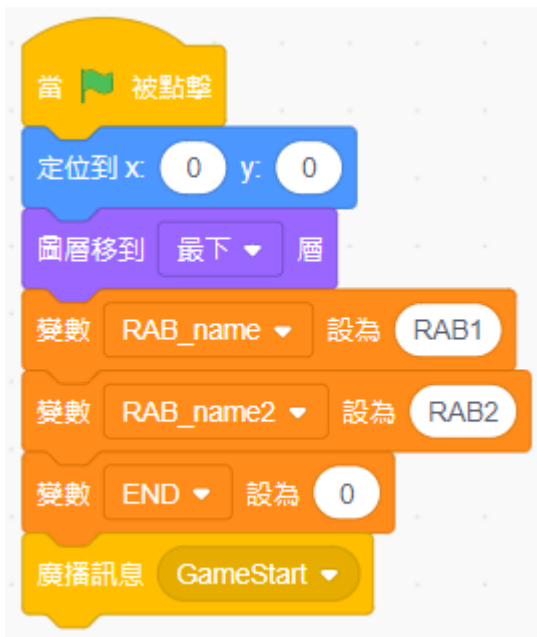 當 被點擊
定位到 x: 0 y: 0
圖層移到 最下 層
變數 RAB_name 設為 RAB1
變數 RAB_name2 設為 RAB2
變數 END 設為 0
廣播訊息 GameStart